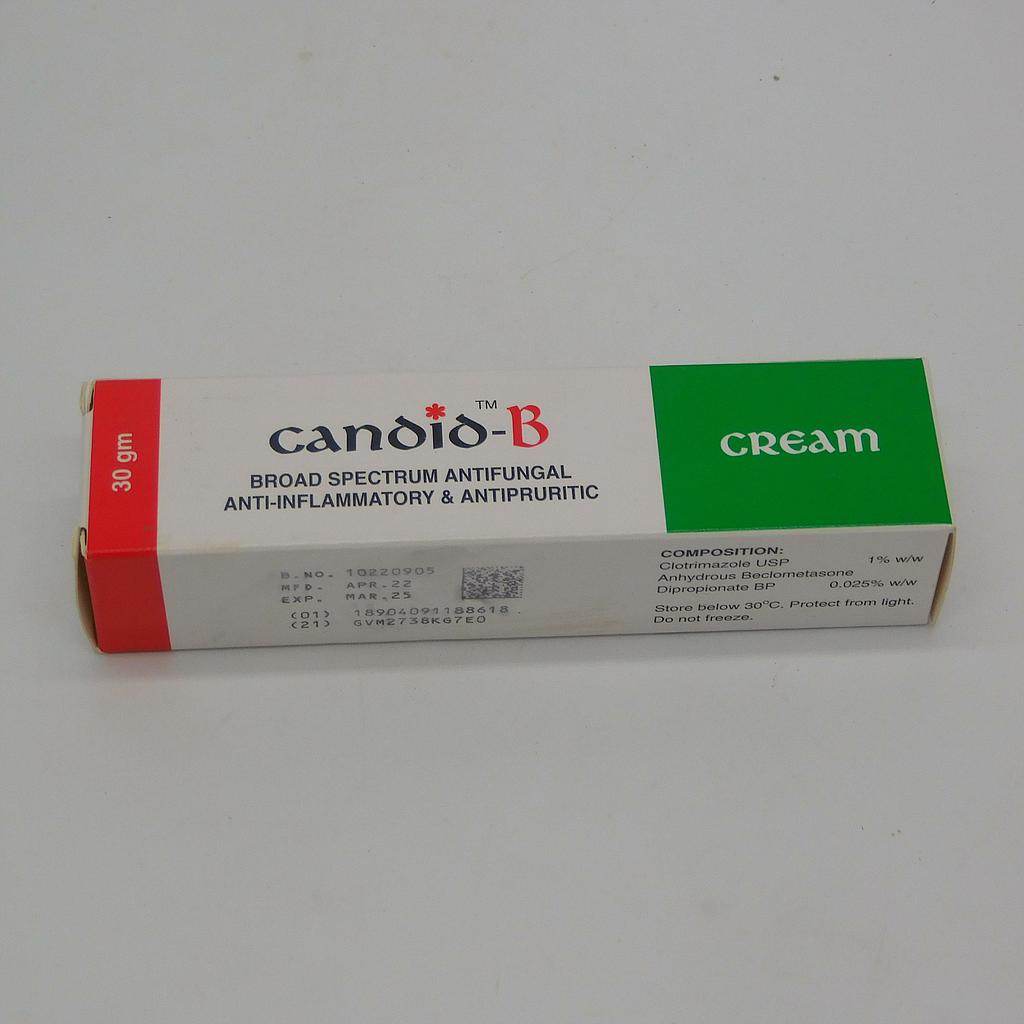 30 gm
candid-B™
BROAD SPECTRUM ANTIFUNGAL
ANTI-INFLAMMATORY & ANTIPRURITIC
CREAM
B.NO. 10220905
MFD. APR.22
EXP. MAR.25
(01) 18904091188618
(21) GVM2738KG7E0
COMPOSITION:
Clotrimazole USP 1% w/w
Anhydrous Beclometasone
Dipropionate BP 0.025% w/w
Store below 30°C. Protect from light.
Do not freeze.